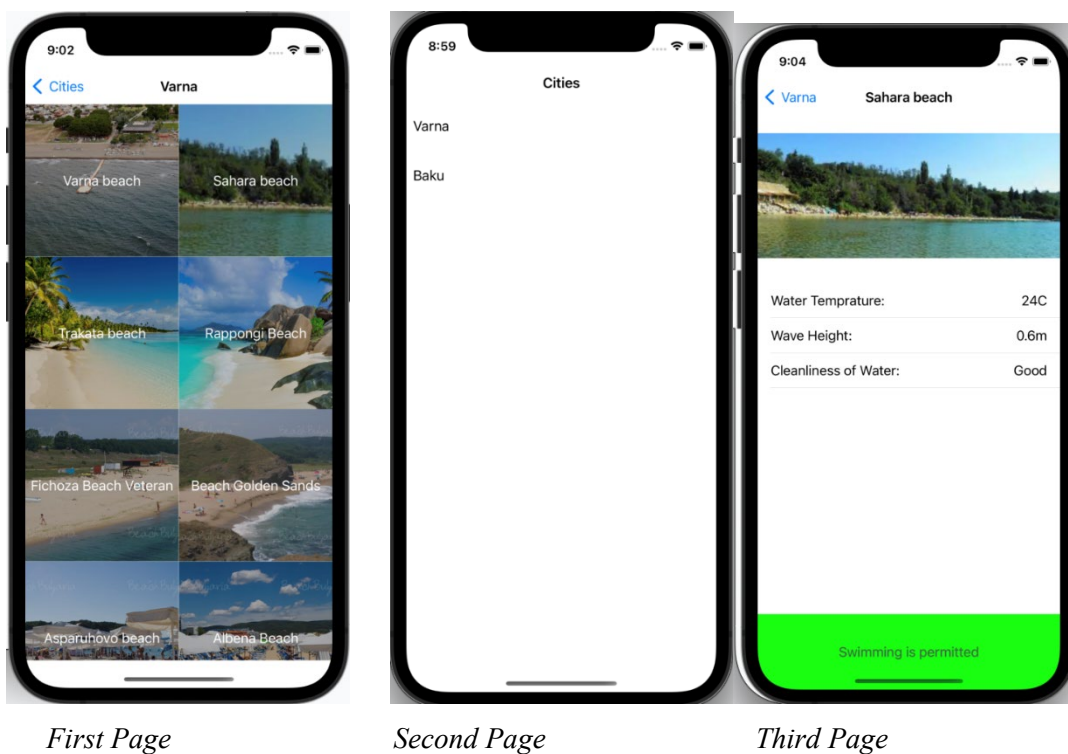 9:02
Cities
Varna
Varna beach
Sahara beach
Trakata beach
Rappongi Beach
Fichoza Beach Veteran
Beach Golden Sands
Asparuhovo beach
Albena Beach
8:59
Cities
Varna
Baku
9:04
Varna
Sahara beach
Water Temprature:
24C
Wave Height:
0.6m
Cleanliness of Water:
Good
Swimming is permitted
First Page
Second Page
Third Page